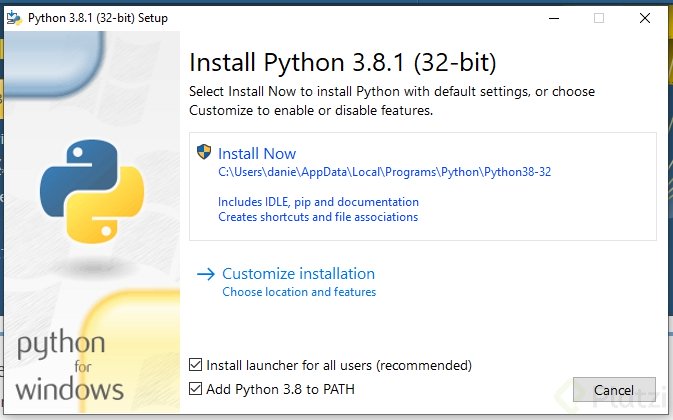 Python 3.8.1 (32-bit) Setup
Install Python 3.8.1 (32-bit)
Select Install Now to install Python with default settings, or choose
Customize to enable or disable features.
Install Now
C:\Users\danie\AppData\Local\Programs\Python\Python38-32
Includes IDLE, pip and documentation
Creates shortcuts and file associations
Customize installation
Choose location and features
python
for
windows
Install launcher for all users (recommended)
Add Python 3.8 to PATH
Cancel
Platzi